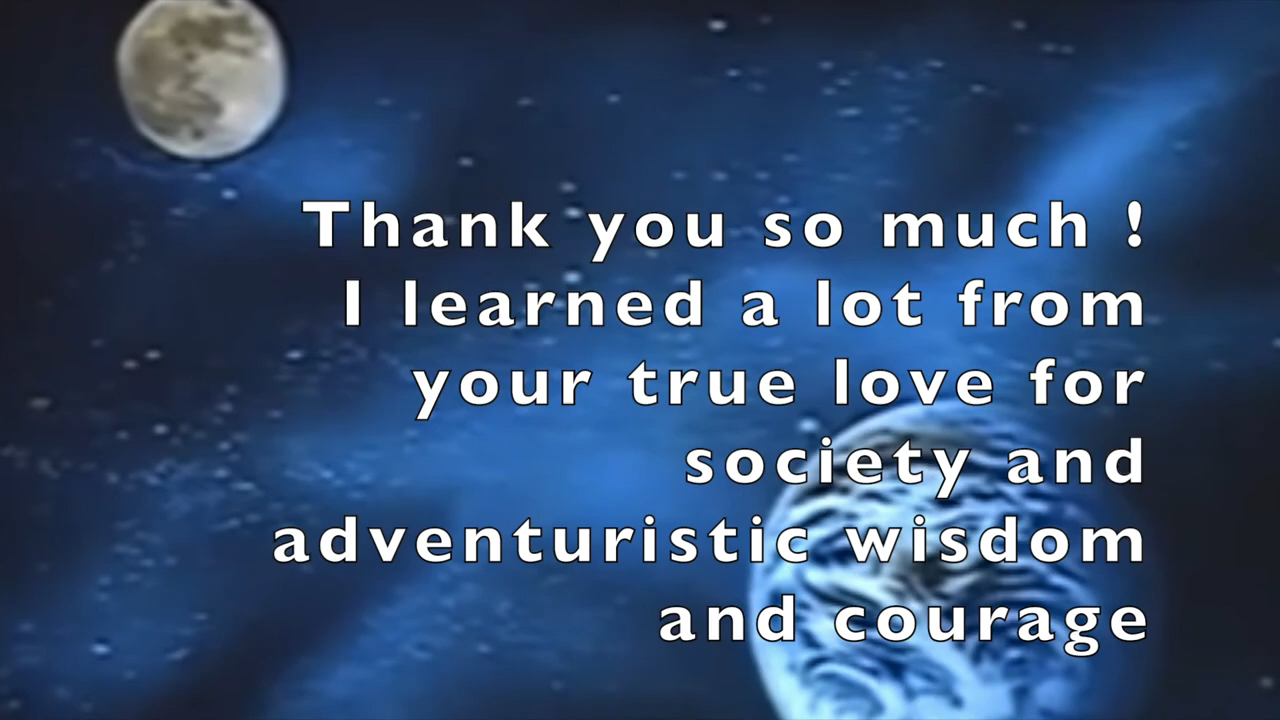 Thank you so much !
I learned a lot from
your true love for
society and
adventuristic wisdom
and courage